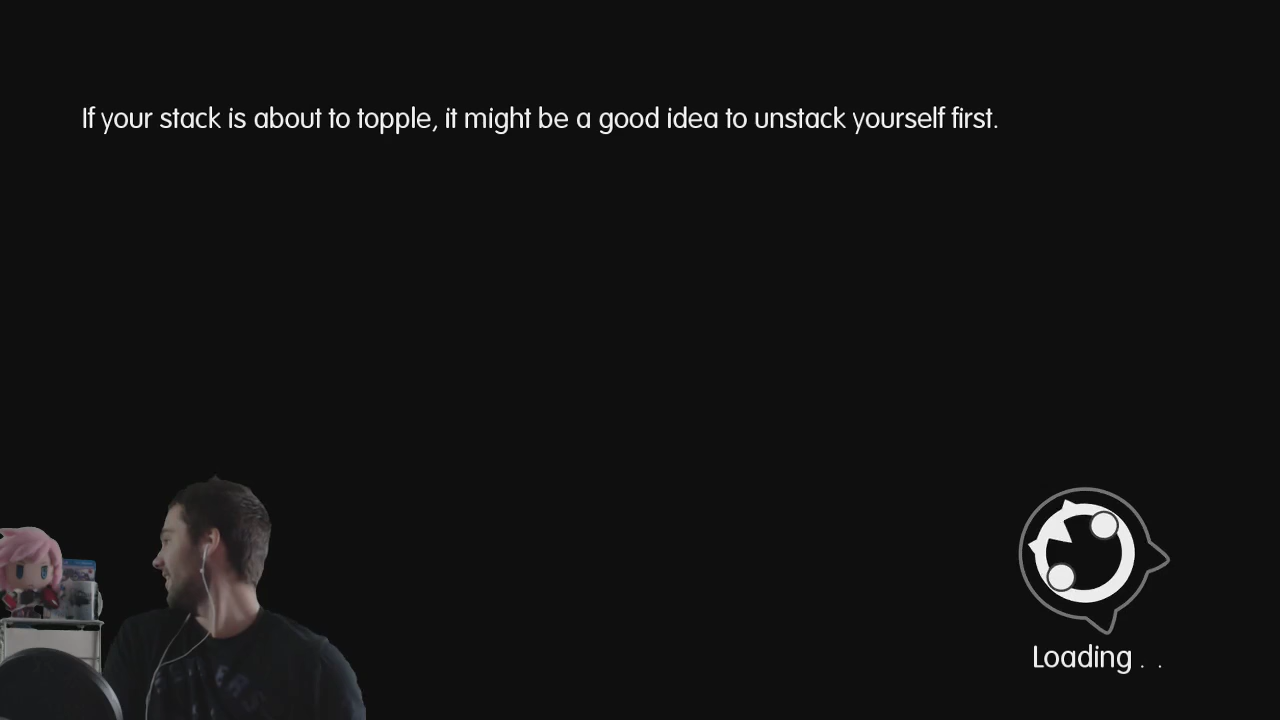 If your stack is about to topple, it might be a good idea to unstack yourself first.
Loading . .